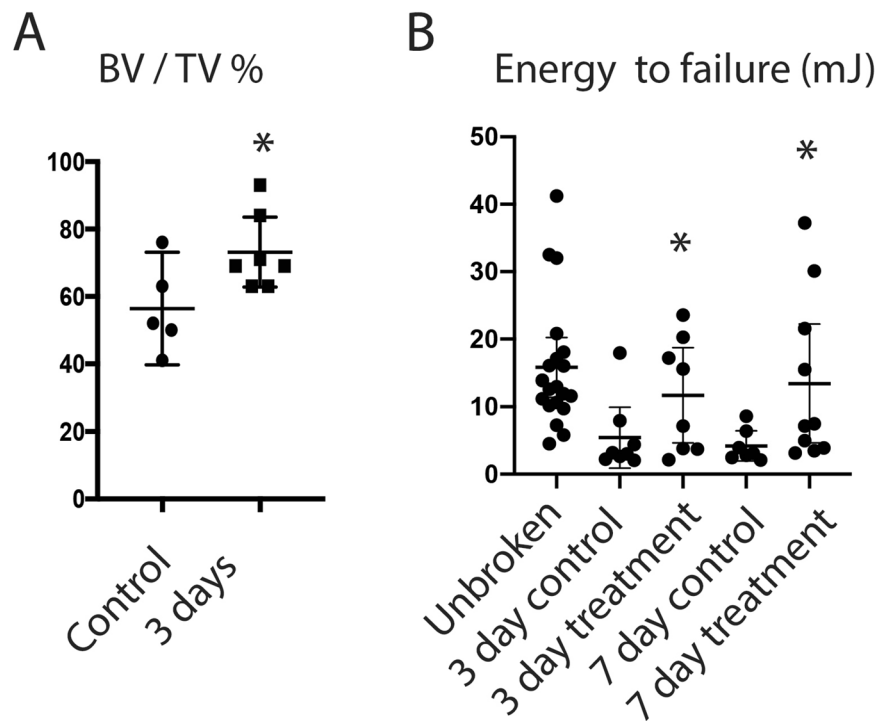 A
BV / TV %
*
100
80
60
40
20
0
Control
3 days
B
Energy to failure (mJ)
*
*
50
40
30
20
10
0
Unbroken
3 day control
3 day treatment
7 day control
7 day treatment